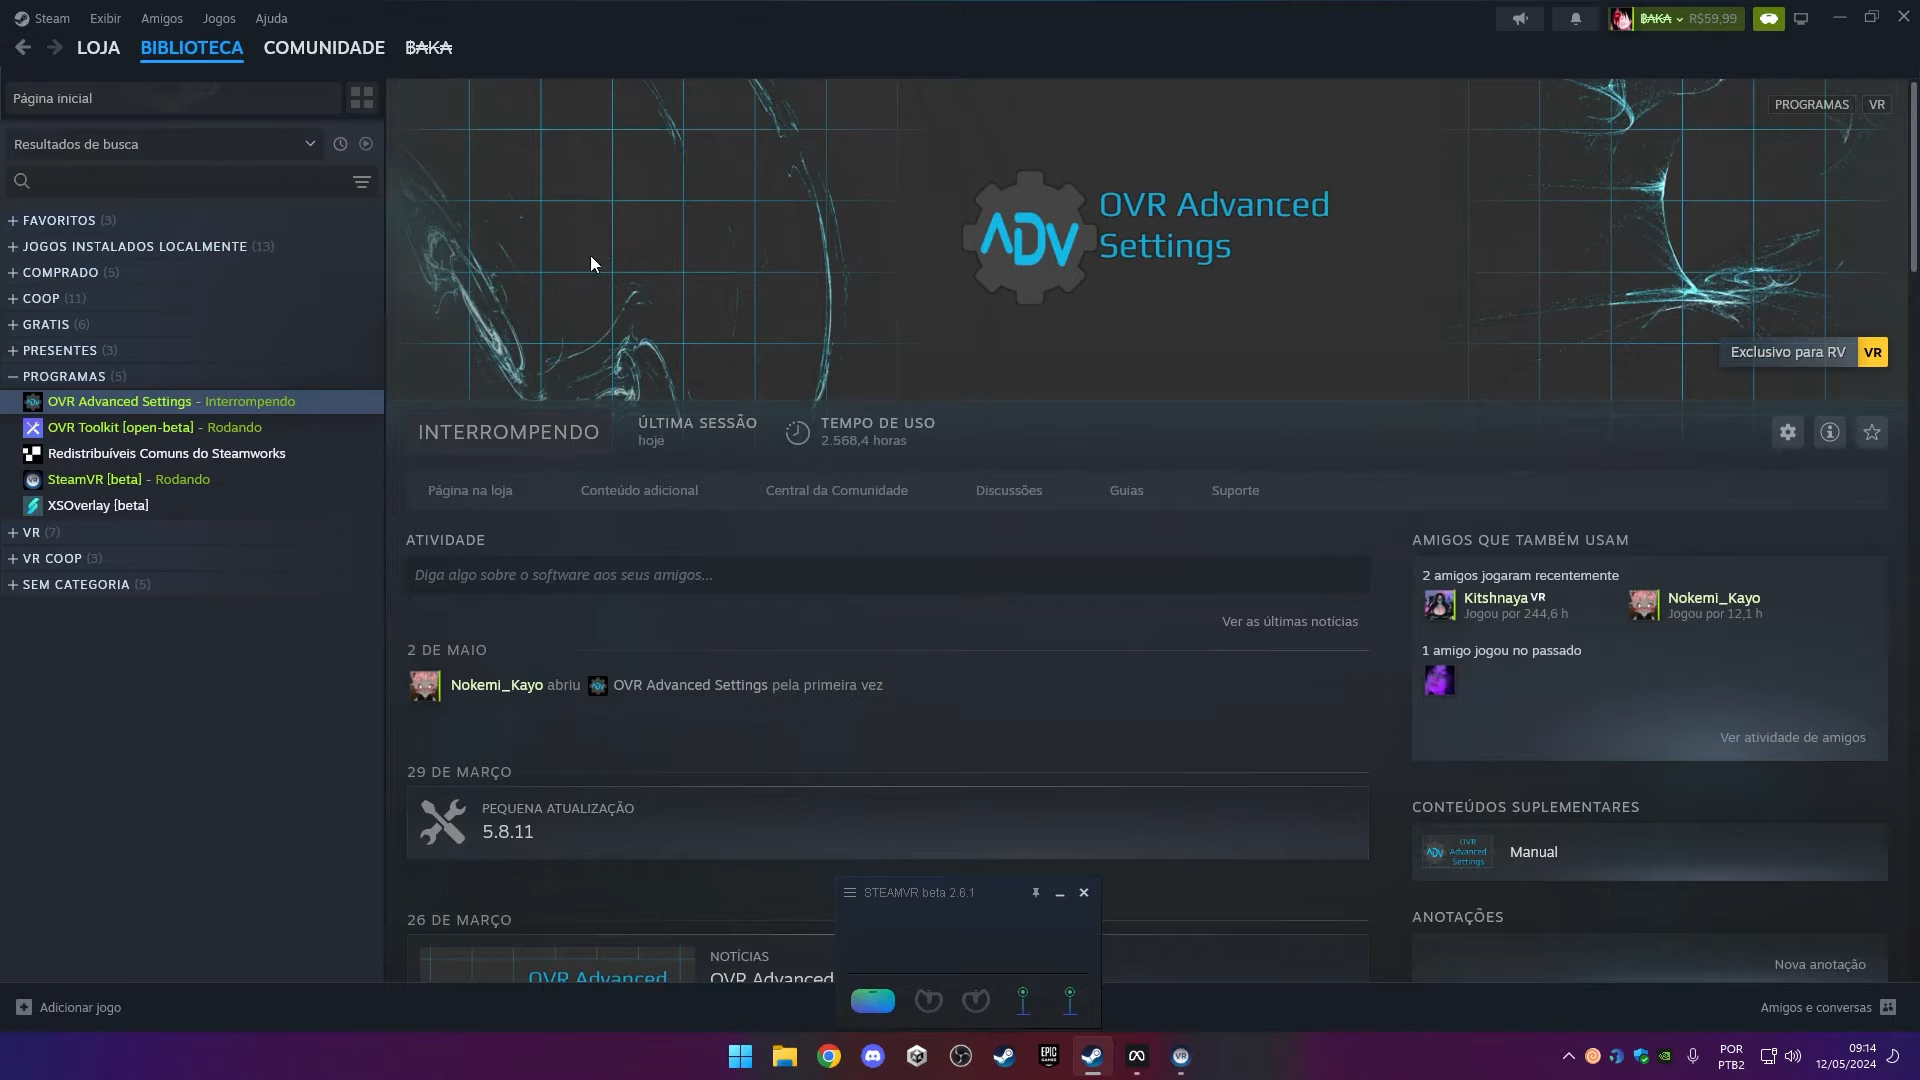 Steam Exibir Amigos Jogos Ajuda
฿₳K₳ R$59,99
LOJA BIBLIOTECA COMUNIDADE ฿₳K₳
Página inicial
Resultados de busca
FAVORITOS (3)
JOGOS INSTALADOS LOCALMENTE (13)
COMPRADO (5)
COOP (11)
GRATIS (6)
PRESENTES (3)
PROGRAMAS (5)
OVR Advanced Settings - Interrompendo
OVR Toolkit [open-beta] - Rodando
Redistribuíveis Comuns do Steamworks
SteamVR [beta] - Rodando
XSOverlay [beta]
VR (7)
VR COOP (3)
SEM CATEGORIA (5)
PROGRAMAS VR
ADV
OVR Advanced
Settings
Exclusivo para RV VR
INTERROMPENDO
ÚLTIMA SESSÃO
hoje
TEMPO DE USO
2.568,4 horas
Página na loja Conteúdo adicional Central da Comunidade Discussões Guias Suporte
ATIVIDADE
Diga algo sobre o software aos seus amigos...
Ver as últimas notícias
2 DE MAIO
Nokemi_Kayo abriu OVR Advanced Settings pela primeira vez
29 DE MARÇO
PEQUENA ATUALIZAÇÃO
5.8.11
26 DE MARÇO
OVR Advanced
NOTÍCIAS
OVR Advanced
AMIGOS QUE TAMBÉM USAM
2 amigos jogaram recentemente
Kitshnaya VR
Jogou por 244,6 h
Nokemi_Kayo
Jogou por 12,1 h
1 amigo jogou no passado
Ver atividade de amigos
CONTEÚDOS SUPLEMENTARES
ADV OVR Advanced Settings
Manual
ANOTAÇÕES
Nova anotação
STEAMVR beta 2.6.1
Adicionar jogo
Amigos e conversas
EPIC GAMES
VR
POR
PTB2
09:14
12/05/2024